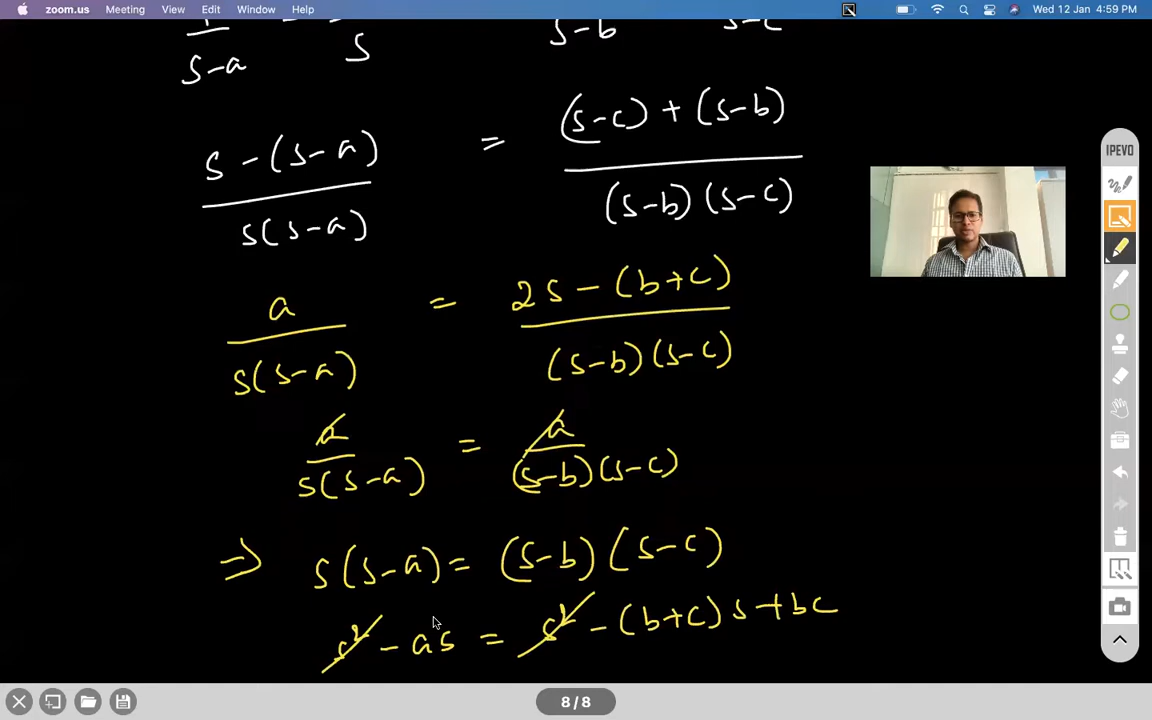 zoom.us Meeting View Edit Window Help Wed 12 Jan 4:59 PM
s-a s s-b s-c
s-(s-a) / s(s-a) = (s-c)+(s-b) / (s-b)(s-c)
a / s(s-a) = 2s-(b+c) / (s-b)(s-c)
a / s(s-a) = a / (s-b)(s-c)
⇒ s(s-a) = (s-b)(s-c)
s² - as = s² - (b+c)s + bc
IPEVO
8/8